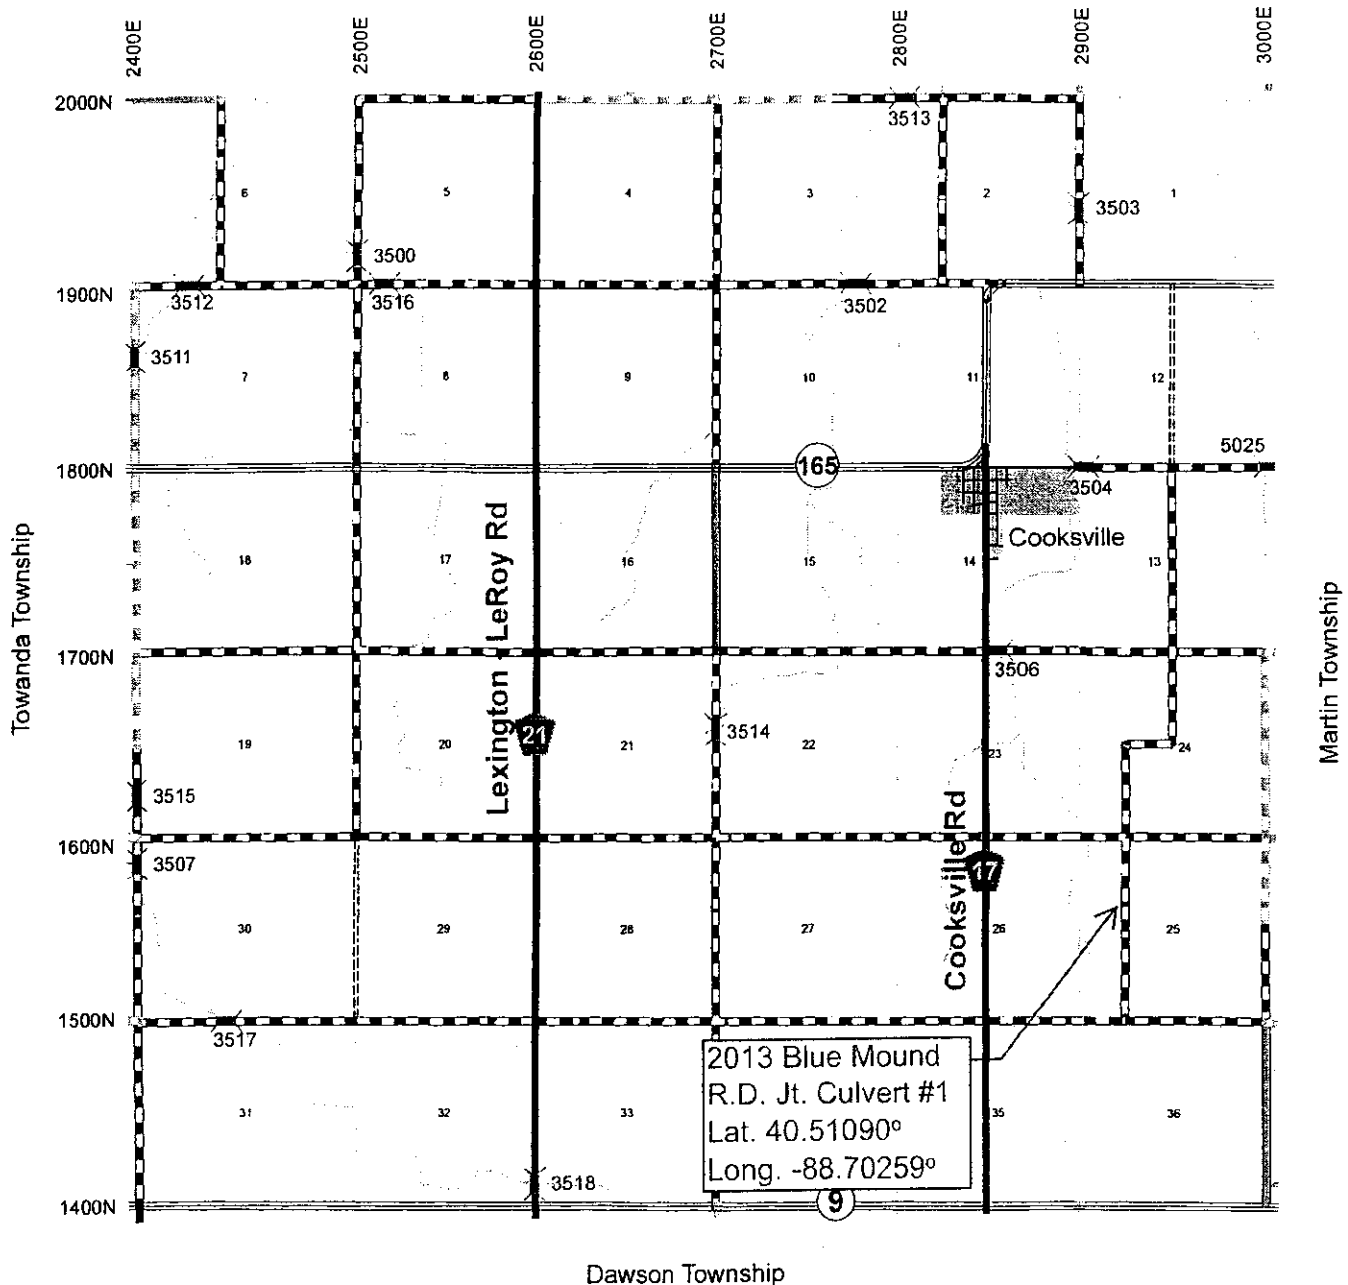 2400E
2500E
2600E
2700E
2800E
2900E
3000E
2000N
3513
6
5
4
3
2
1
3503
3500
1900N
3512
3516
3502
3511
7
8
9
10
11
12
5025
1800N
165
3504
Cooksville
18
17
16
15
14
13
Towanda Township
Martin Township
Lexington - LeRoy Rd
1700N
3506
21
3514
19
20
21
22
23
24
3515
Cooksville Rd
1600N
3507
17
30
29
28
27
26
25
1500N
3517
2013 Blue Mound
R.D. Jt. Culvert #1
Lat. 40.51090º
Long. -88.70259º
31
32
33
35
36
3518
1400N
9
Dawson Township